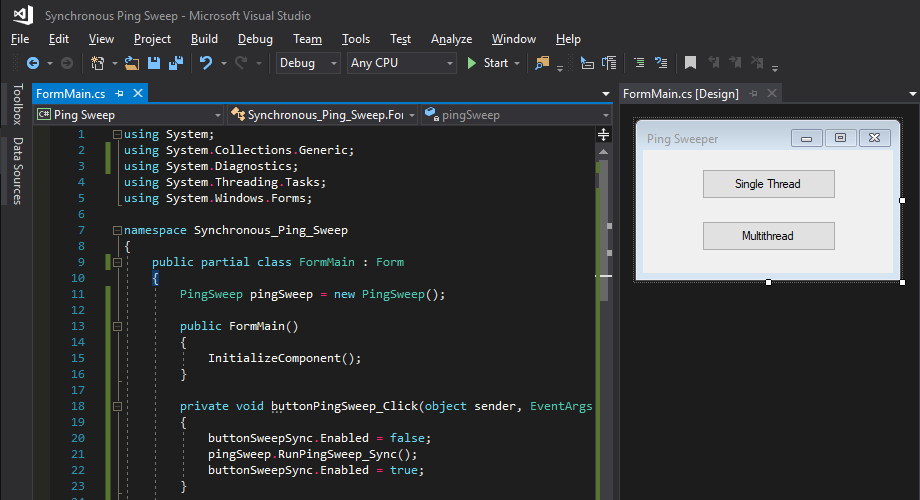 Synchronous Ping Sweep - Microsoft Visual Studio
File Edit View Project Build Debug Team Tools Test Analyze Window Help
Debug Any CPU Start
Toolbox
Data Sources
FormMain.cs
C# Ping Sweep Synchronous_Ping_Sweep.For pingSweep
1 using System;
2 using System.Collections.Generic;
3 using System.Diagnostics;
4 using System.Threading.Tasks;
5 using System.Windows.Forms;
6
7 namespace Synchronous_Ping_Sweep
8 {
9 public partial class FormMain : Form
10 {
11 PingSweep pingSweep = new PingSweep();
12
13 public FormMain()
14 {
15 InitializeComponent();
16 }
17
18 private void buttonPingSweep_Click(object sender, EventArgs
19 {
20 buttonSweepSync.Enabled = false;
21 pingSweep.RunPingSweep_Sync();
22 buttonSweepSync.Enabled = true;
23 }
FormMain.cs [Design]
Ping Sweeper
Single Thread
Multithread